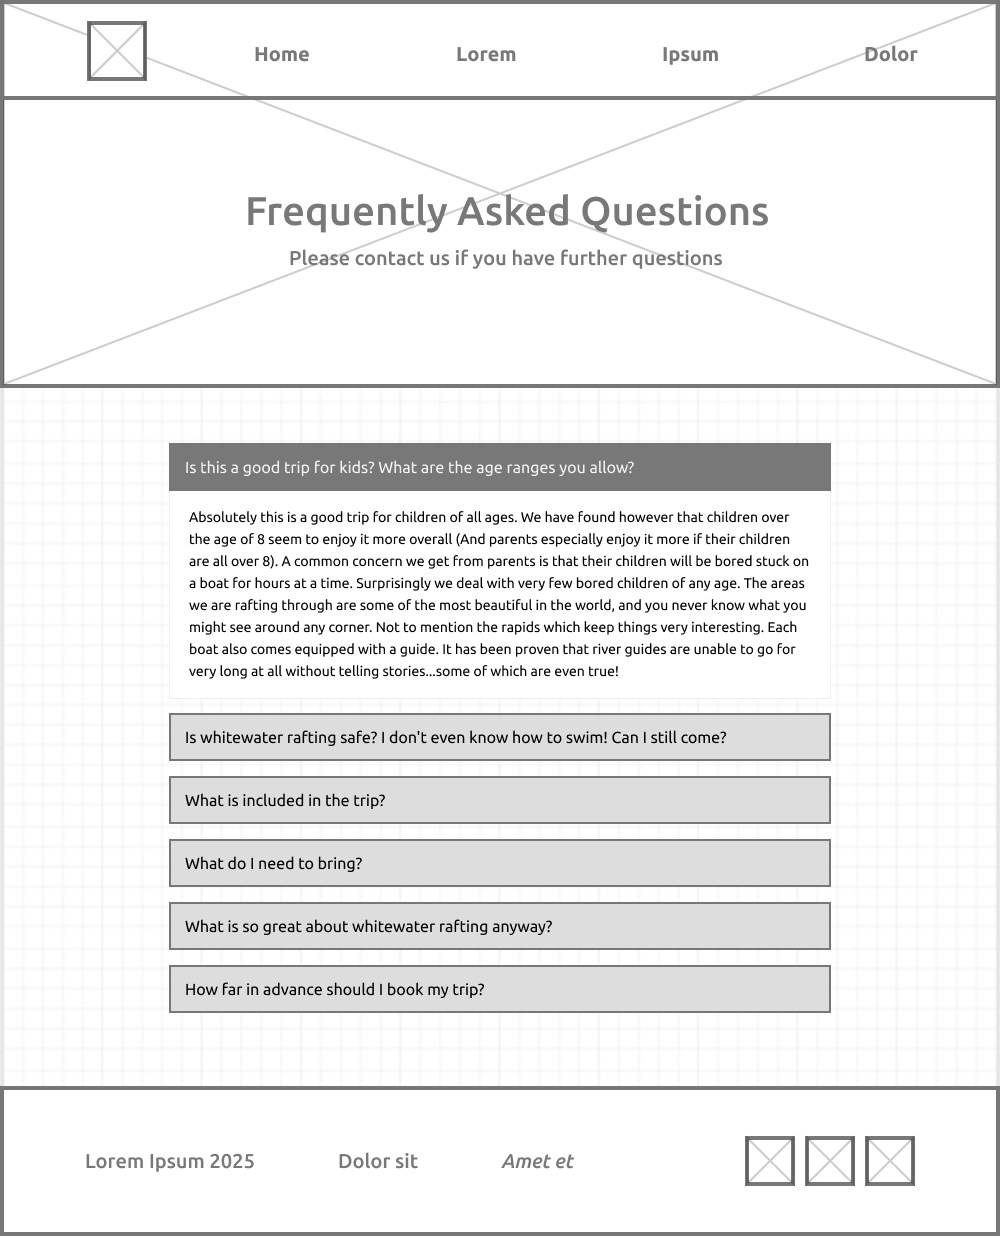 Home Lorem Ipsum Dolor
Frequently Asked Questions
Please contact us if you have further questions
Is this a good trip for kids? What are the age ranges you allow?
Absolutely this is a good trip for children of all ages. We have found however that children over
the age of 8 seem to enjoy it more overall (And parents especially enjoy it more if their children
are all over 8). A common concern we get from parents is that their children will be bored stuck on
a boat for hours at a time. Surprisingly we deal with very few bored children of any age. The areas
we are rafting through are some of the most beautiful in the world, and you never know what you
might see around any corner. Not to mention the rapids which keep things very interesting. Each
boat also comes equipped with a guide. It has been proven that river guides are unable to go for
very long at all without telling stories...some of which are even true!
Is whitewater rafting safe? I don't even know how to swim! Can I still come?
What is included in the trip?
What do I need to bring?
What is so great about whitewater rafting anyway?
How far in advance should I book my trip?
Lorem Ipsum 2025 Dolor sit Amet et